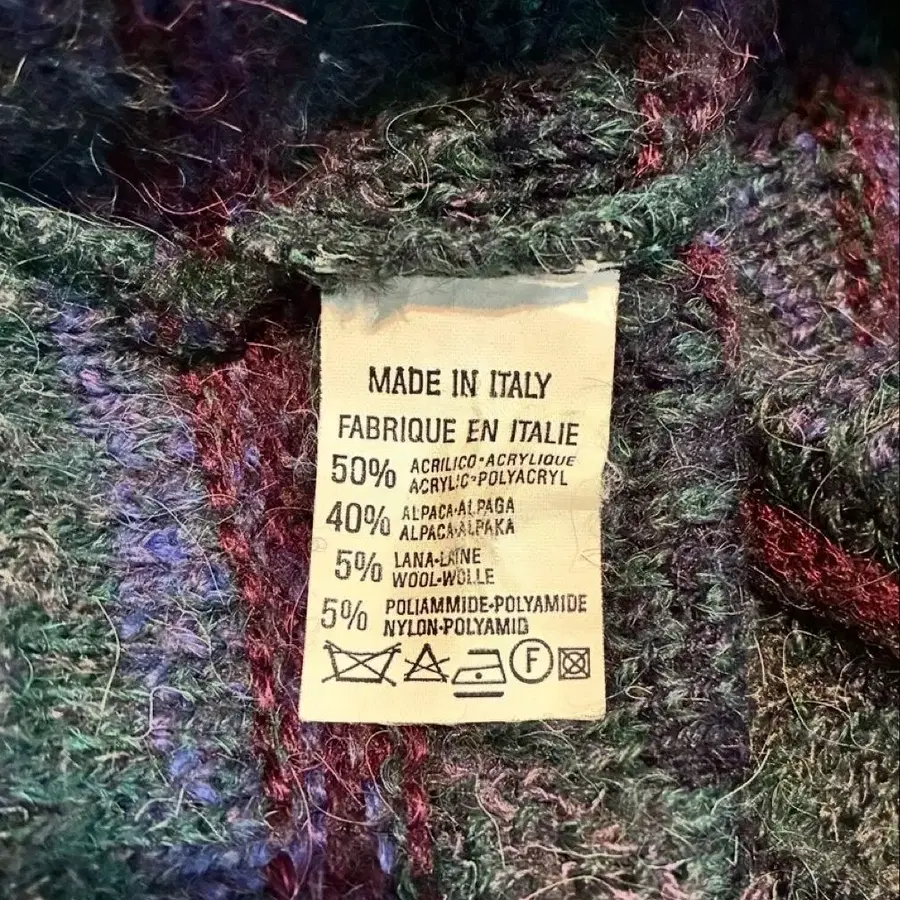 MADE IN ITALY
FABRIQUE EN ITALIE
50% ACRILICO•ACRYLIQUE
ACRYLIC•POLYACRYL
40% ALPACA•ALPAGA
ALPACA•ALPAKA
5% LANA•LAINE
WOOL•WOLLE
5% POLIAMMIDE•POLYAMIDE
NYLON•POLYAMID
F